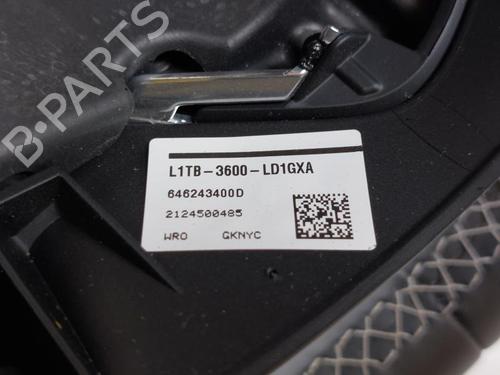 B-PARTS
L1TB-3600-LD1GXA
646243400D
2124500485
WRO GKNYC